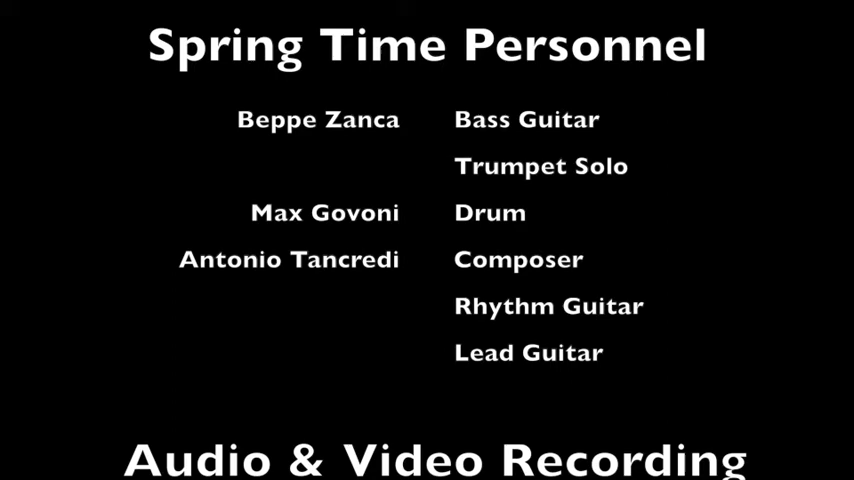 Spring Time Personnel
Beppe Zanca Bass Guitar
Trumpet Solo
Max Govoni Drum
Antonio Tancredi Composer
Rhythm Guitar
Lead Guitar
Audio & Video Recording